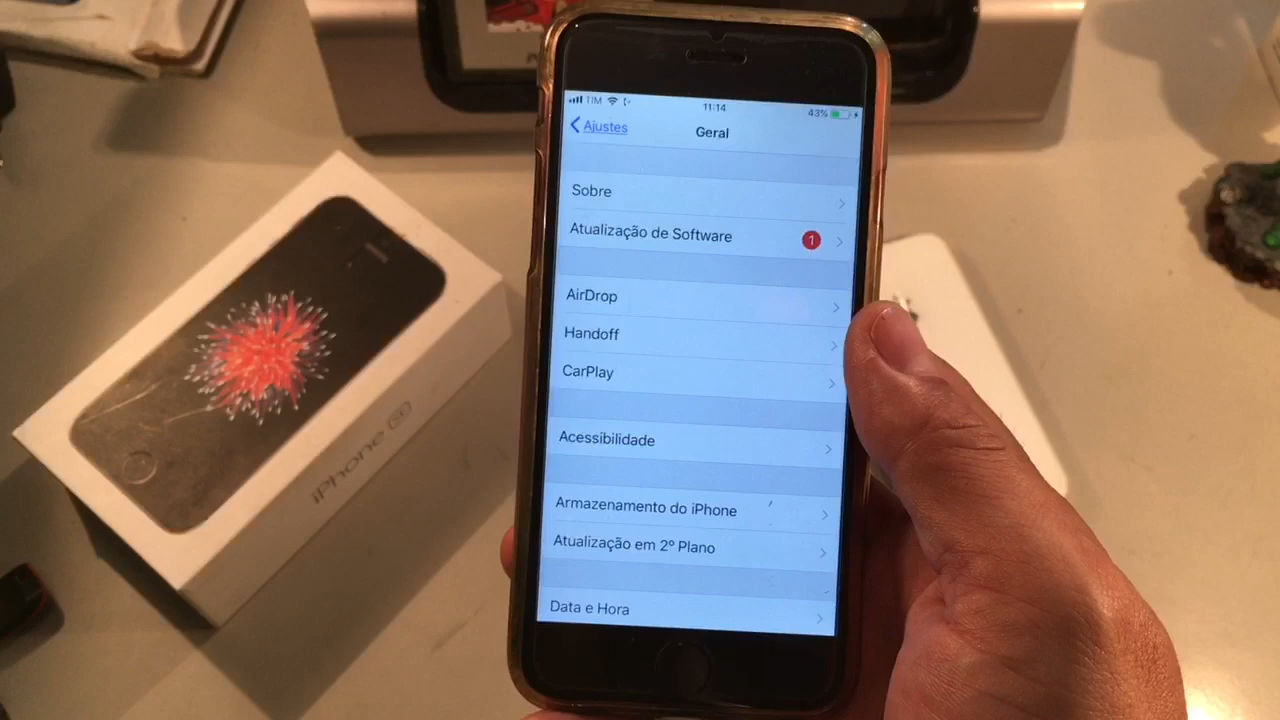 TIM
11:14
43%
Ajustes
Geral
Sobre
Atualização de Software
1
AirDrop
Handoff
CarPlay
Acessibilidade
Armazenamento do iPhone
Atualização em 2º Plano
Data e Hora
iPhone SE